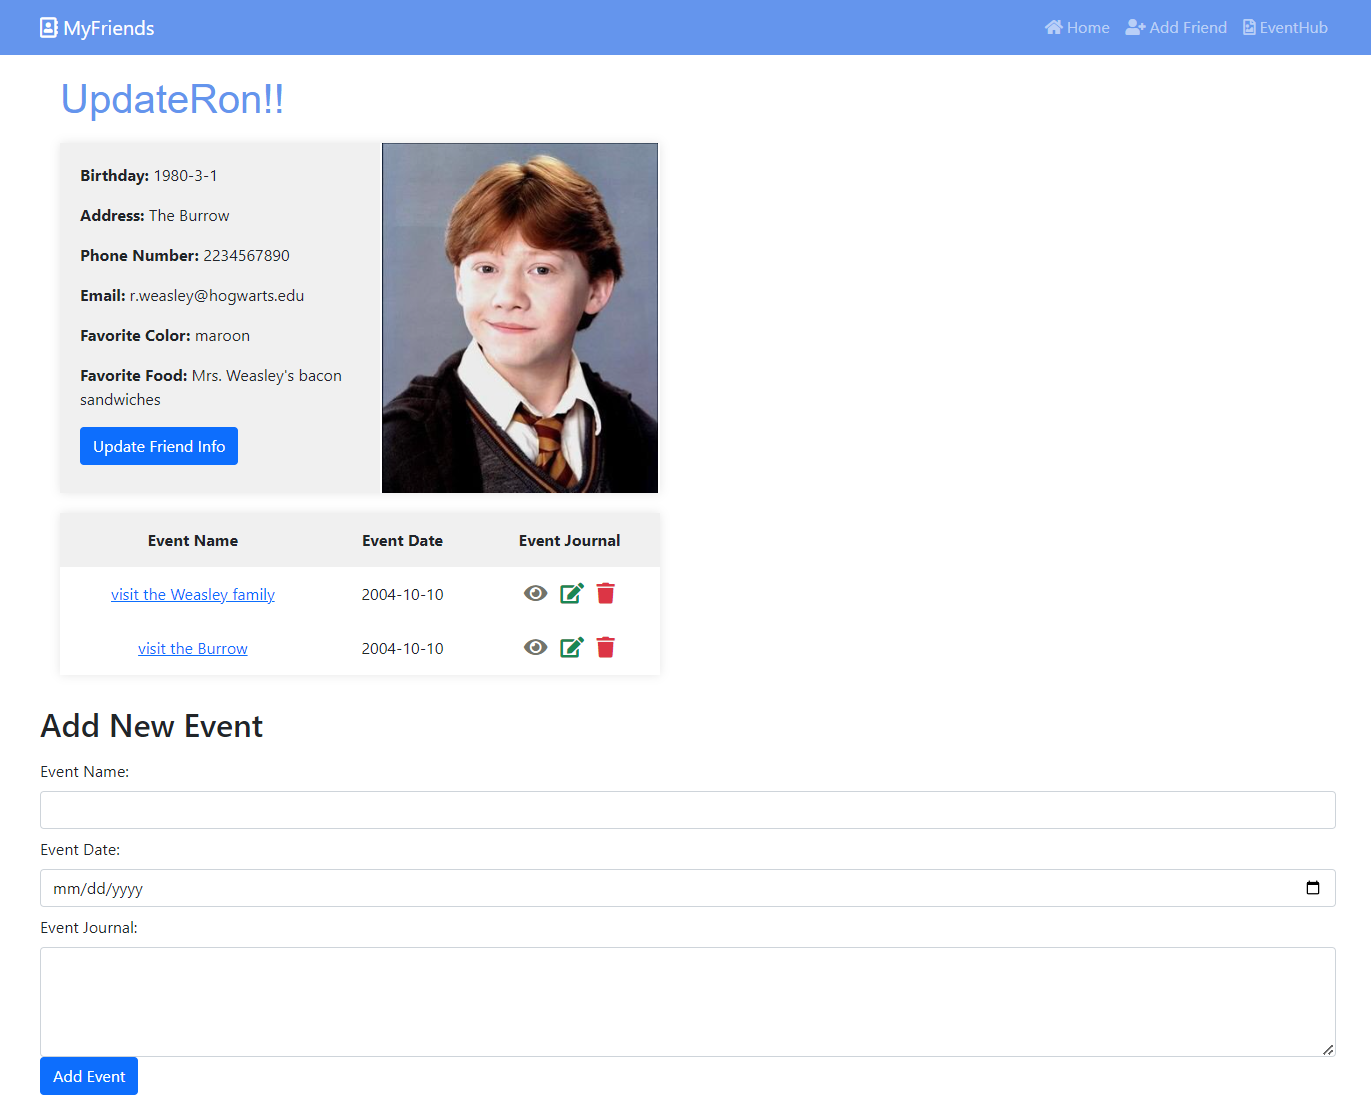 MyFriends
Home Add Friend EventHub
UpdateRon!!
Birthday: 1980-3-1
Address: The Burrow
Phone Number: 2234567890
Email: r.weasley@hogwarts.edu
Favorite Color: maroon
Favorite Food: Mrs. Weasley's bacon
sandwiches
Update Friend Info
Event Name Event Date Event Journal
visit the Weasley family 2004-10-10
visit the Burrow 2004-10-10
Add New Event
Event Name:
Event Date:
mm/dd/yyyy
Event Journal:
Add Event